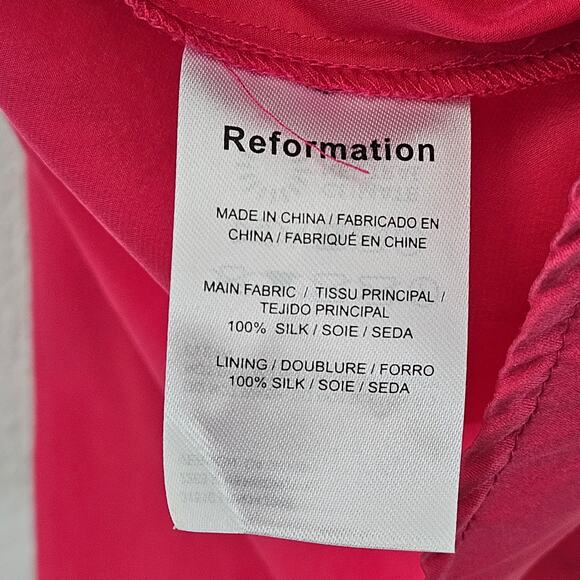 Reformation
MADE IN CHINA / FABRICADO EN
CHINA / FABRIQUÉ EN CHINE
MAIN FABRIC / TISSU PRINCIPAL /
TEJIDO PRINCIPAL
100% SILK / SOIE / SEDA
LINING / DOUBLURE / FORRO
100% SILK / SOIE / SEDA